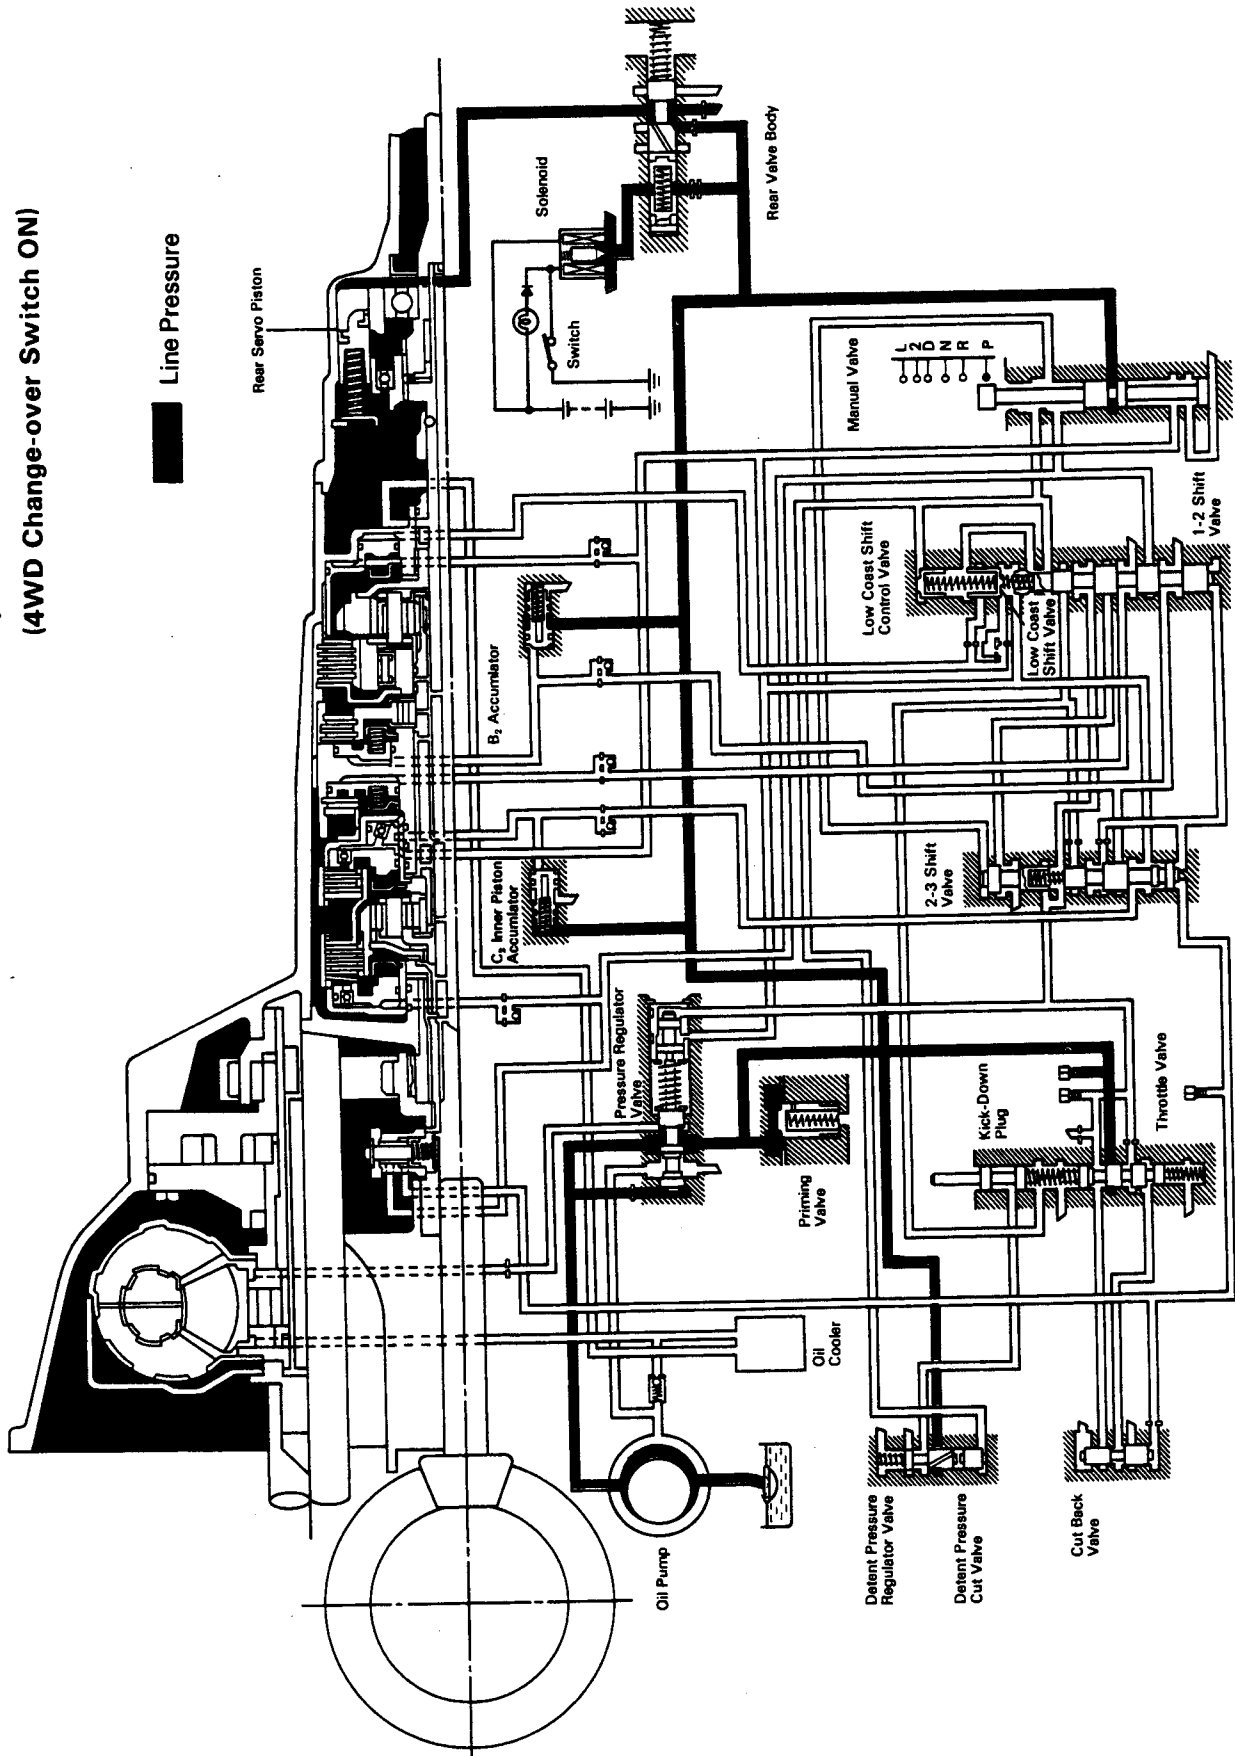 (4WD Change-over Switch ON)
Line Pressure
Rear Servo Piston
Solenoid
Switch
Rear Valve Body
B₂ Accumlator
C₂ Inner Piston
Accumlator
Manual Valve
L
2
D
N
R
P
Low Coast Shift
Control Valve
Low Coast
Shift Valve
1-2 Shift
Valve
2-3 Shift
Valve
Pressure Regulator
Valve
Priming
Valve
Kick-Down
Plug
Throttle Valve
Oil
Cooler
Oil Pump
Detent Pressure
Regulator Valve
Detent Pressure
Cut Valve
Cut Back
Valve